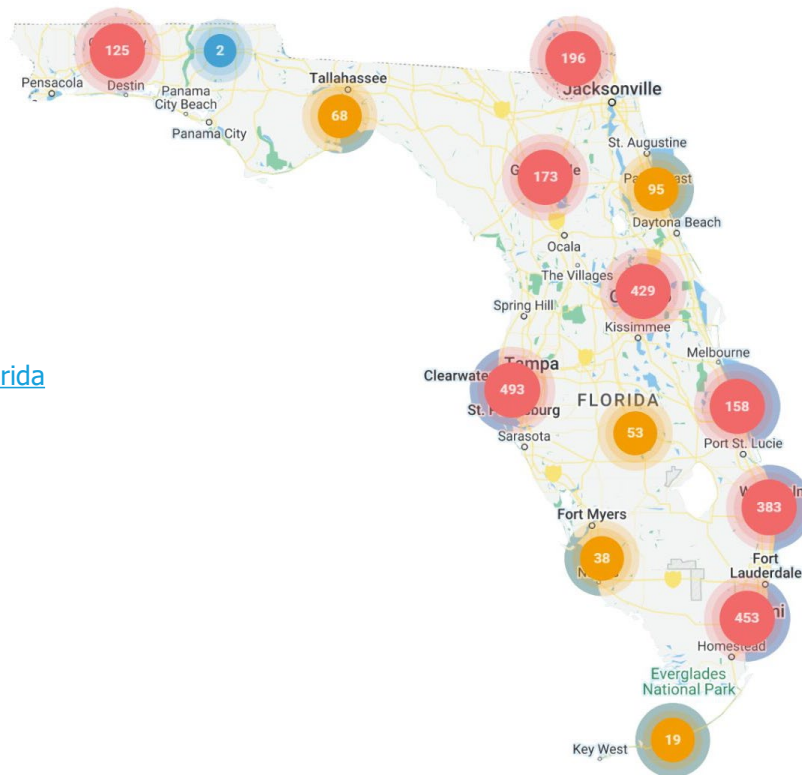 125
2
196
Pensacola
Destin
Panama
City Beach
Panama City
Tallahassee
68
Jacksonville
St. Augustine
173
95
Daytona Beach
Ocala
The Villages
429
Spring Hill
Kissimmee
Melbourne
rida
Tampa
Clearwater
493
FLORIDA
158
Sarasota
53
Port St. Lucie
383
Fort Myers
38
Fort
Lauderdale
453
Homestead
Everglades
National Park
19
Key West